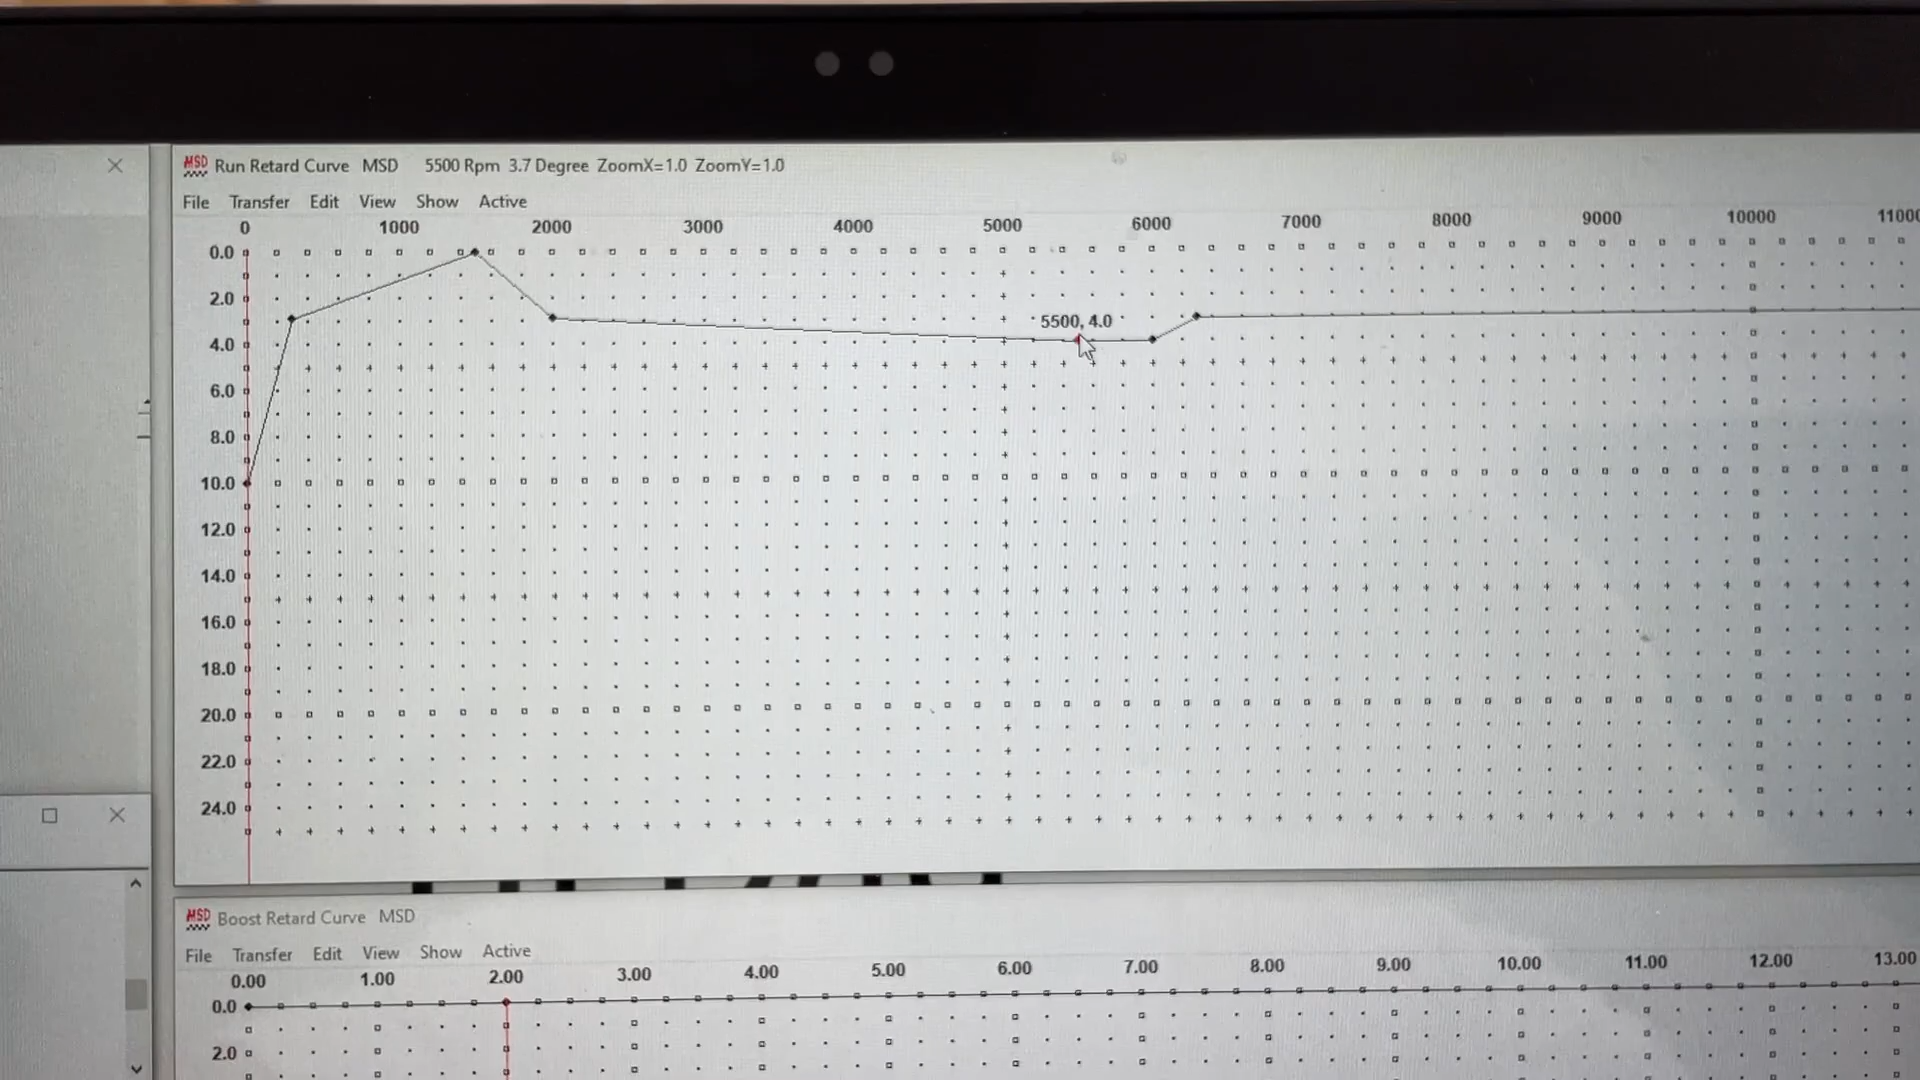 MSD Run Retard Curve MSD 5500 Rpm 3.7 Degree ZoomX=1.0 ZoomY=1.0
File Transfer Edit View Show Active
0 1000 2000 3000 4000 5000 6000 7000 8000 9000 10000 11000
0.0
2.0
5500, 4.0
4.0
6.0
8.0
10.0
12.0
14.0
16.0
18.0
20.0
22.0
24.0
MSD Boost Retard Curve MSD
File Transfer Edit View Show Active
0.00 1.00 2.00 3.00 4.00 5.00 6.00 7.00 8.00 9.00 10.00 11.00 12.00 13.00
0.0
2.0